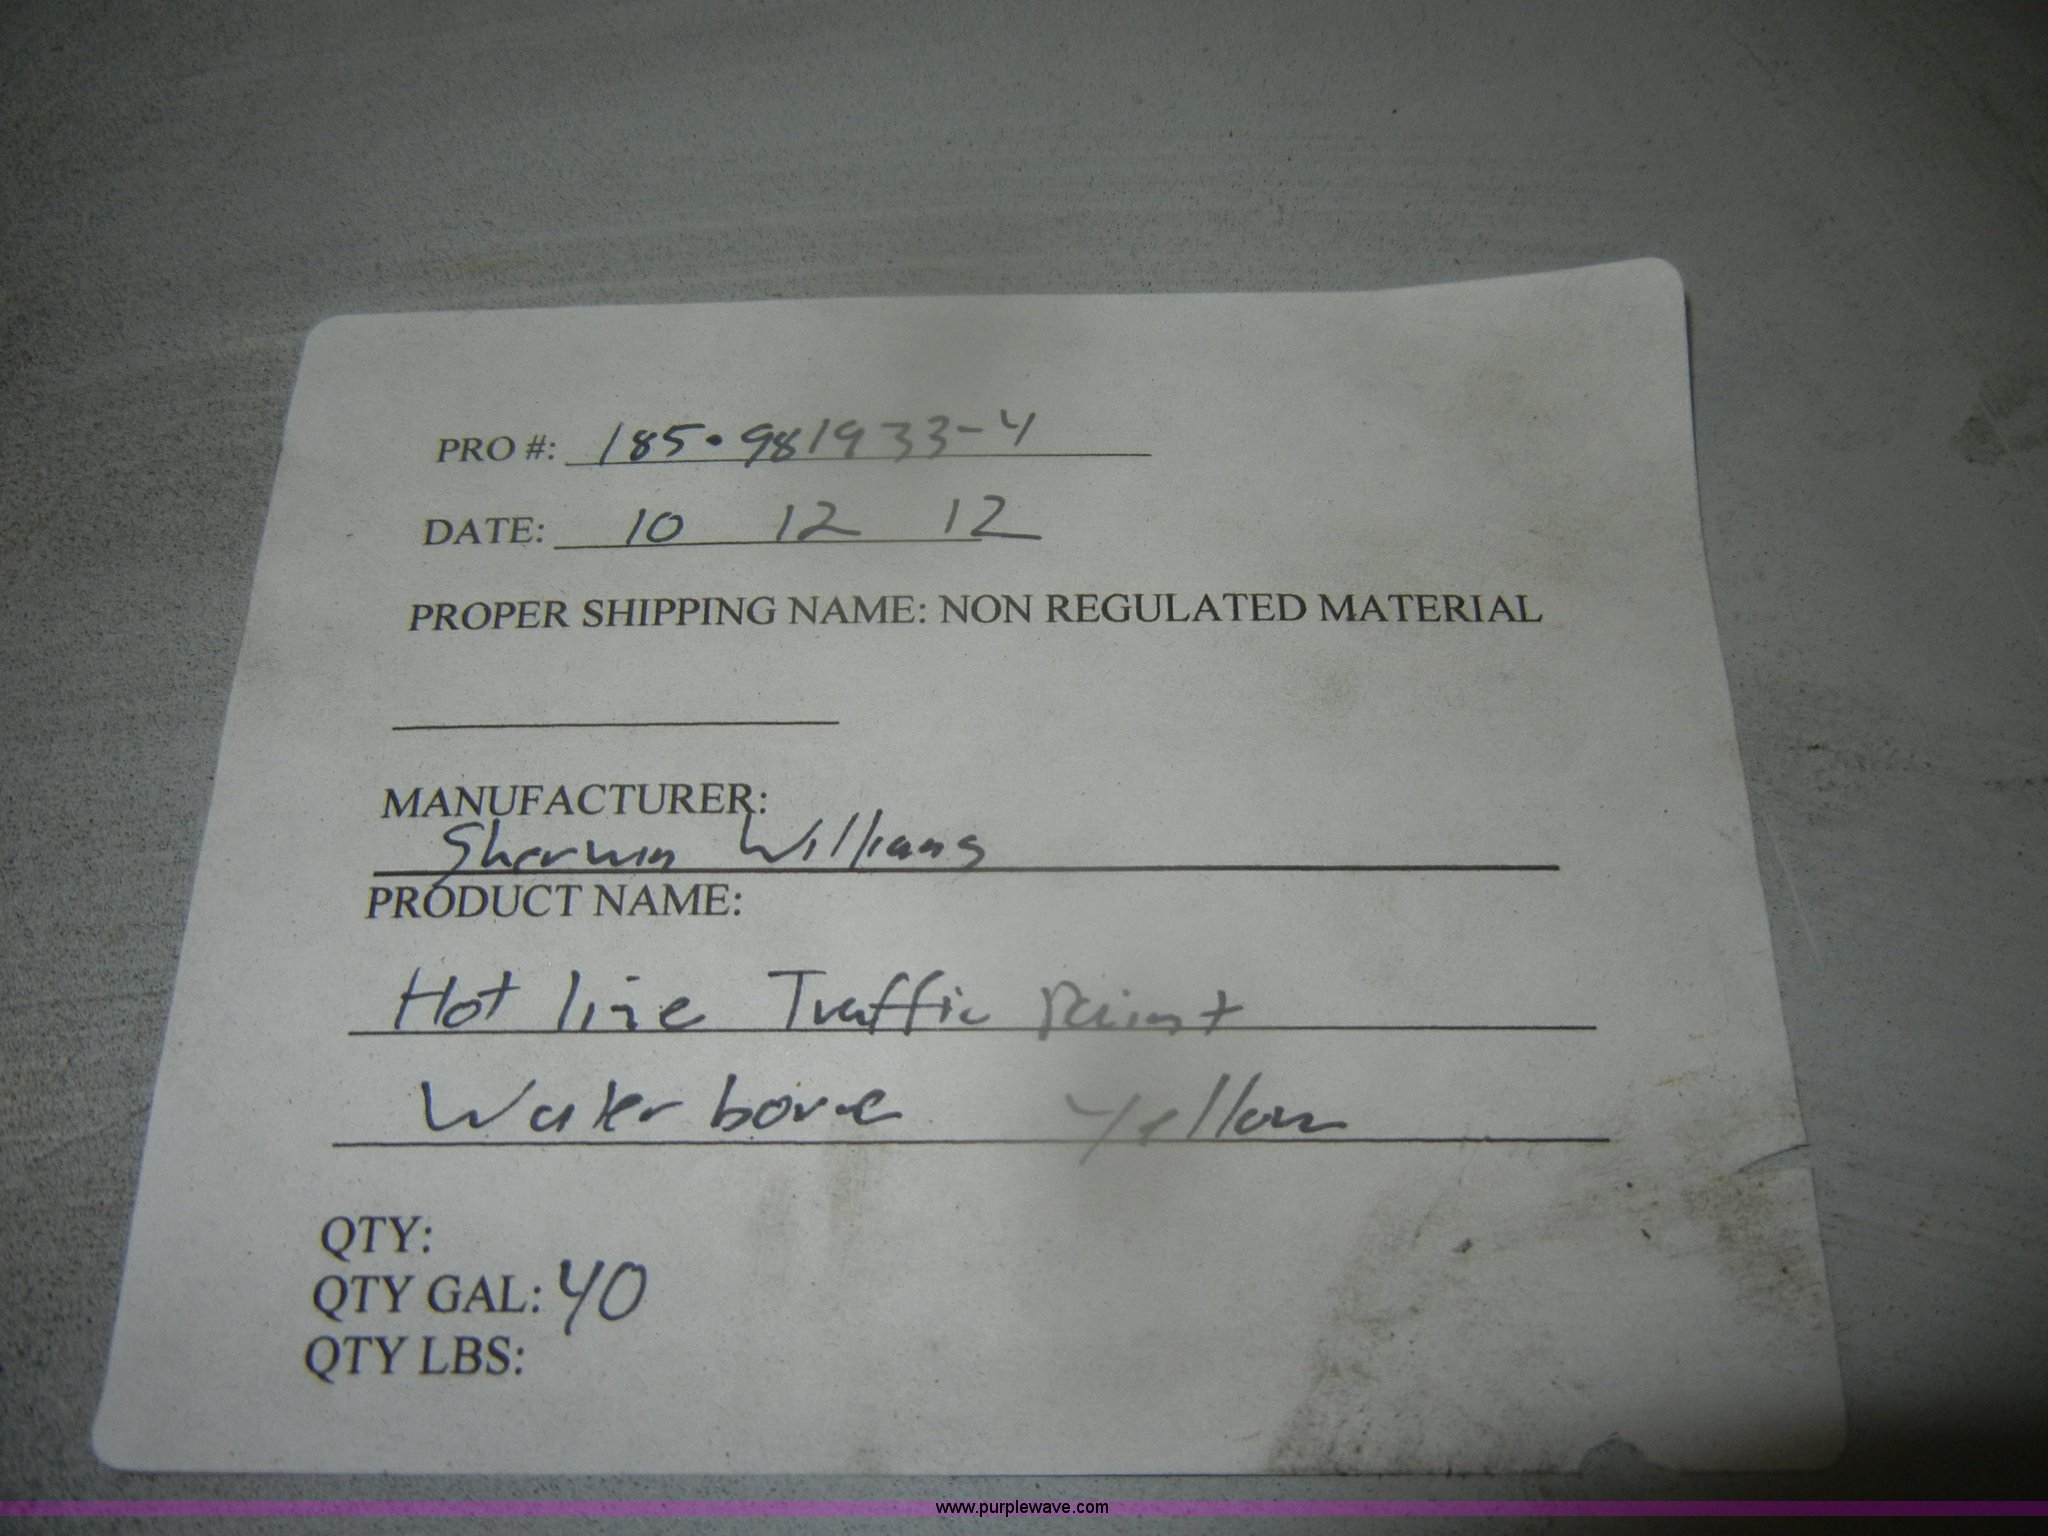 PRO #: 185-981933-4
DATE: 10 12 12
PROPER SHIPPING NAME: NON REGULATED MATERIAL
MANUFACTURER:
Sherwin Williams
PRODUCT NAME:
Hot line Traffic Paint
Waterborne Yellow
QTY:
QTY GAL: 40
QTY LBS:
www.purplewave.com